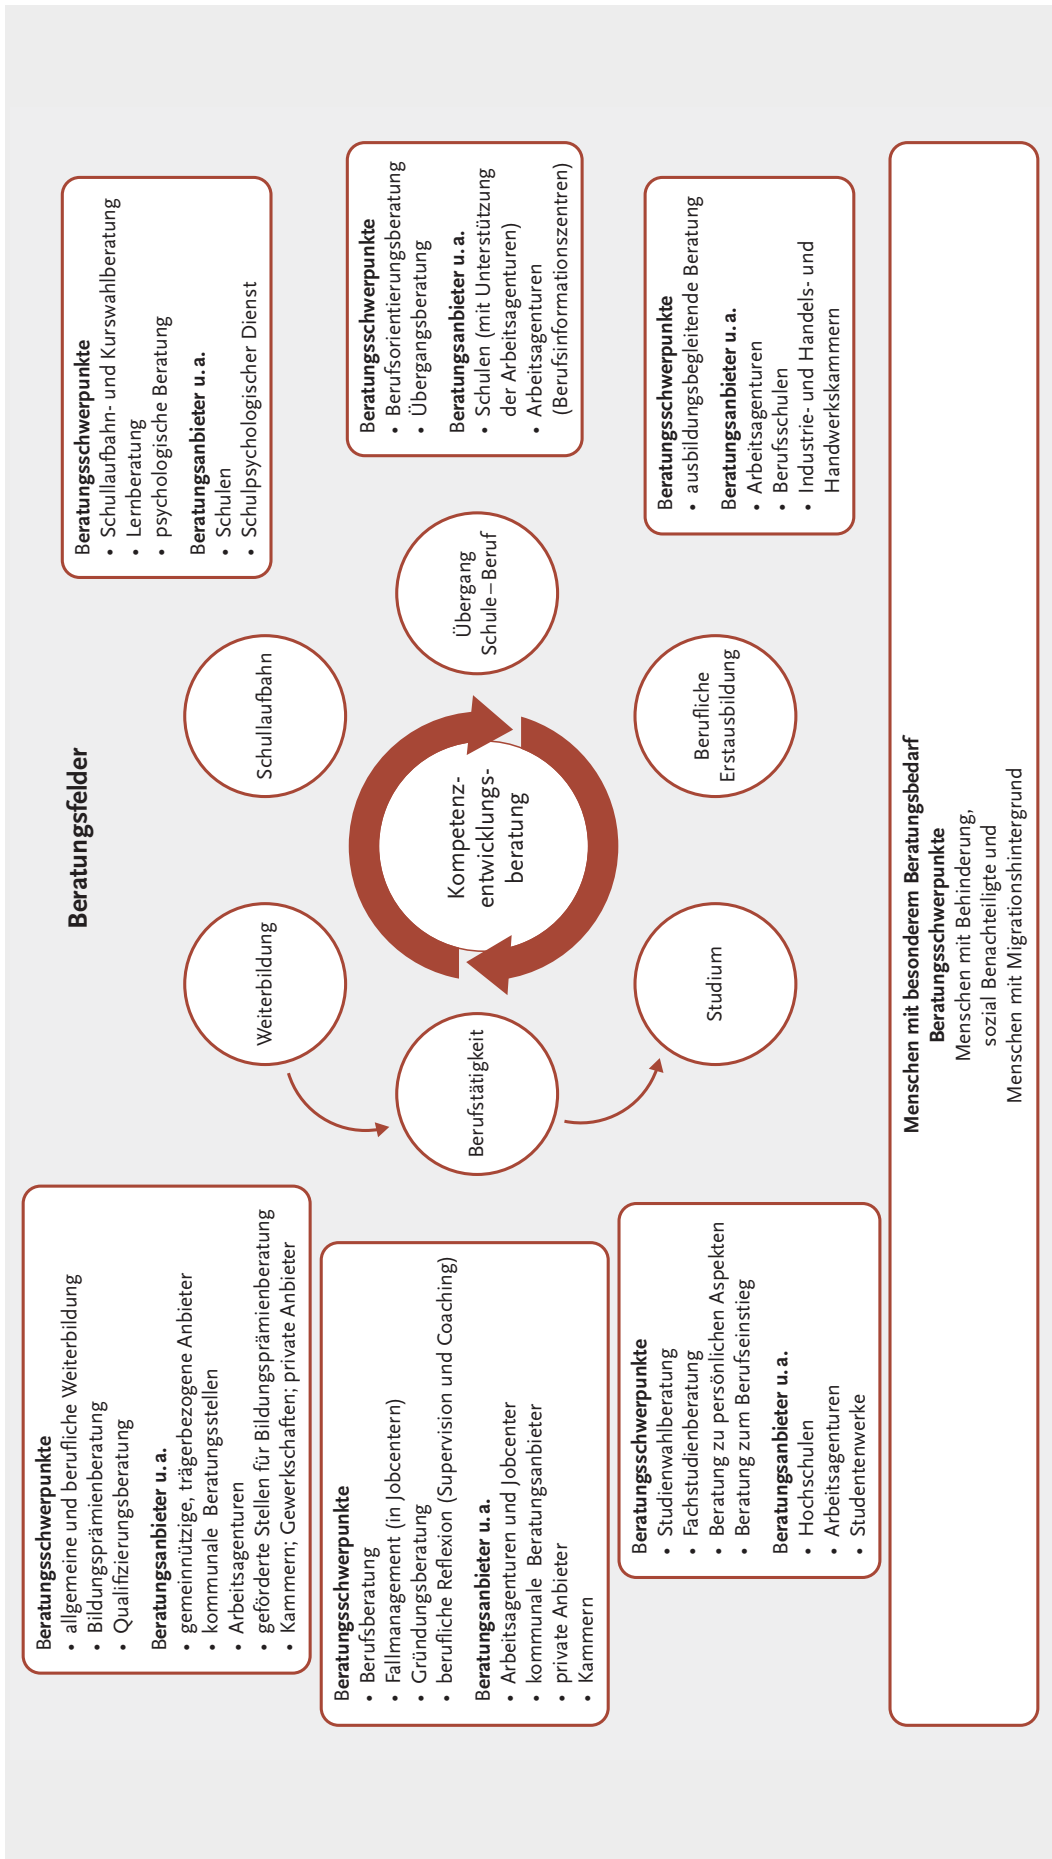 Beratungsfelder
Beratungsschwerpunkte
• allgemeine und berufliche Weiterbildung
• Bildungsprämienberatung
• Qualifizierungsberatung
Beratungsanbieter u. a.
• gemeinnützige, trägerbezogene Anbieter
• kommunale Beratungsstellen
• Arbeitsagenturen
• geförderte Stellen für Bildungsprämienberatung
• Kammern; Gewerkschaften; private Anbieter
Beratungsschwerpunkte
• Berufsberatung
• Fallmanagement (in Jobcentern)
• Gründungsberatung
• berufliche Reflexion (Supervision und Coaching)
Beratungsanbieter u. a.
• Arbeitsagenturen und Jobcenter
• kommunale Beratungsanbieter
• private Anbieter
• Kammern
Beratungsschwerpunkte
• Studienwahlberatung
• Fachstudienberatung
• Beratung zu persönlichen Aspekten
• Beratung zum Berufseinstieg
Beratungsanbieter u. a.
• Hochschulen
• Arbeitsagenturen
• Studentenwerke
Weiterbildung
Schullaufbahn
Berufstätigkeit
Kompetenz-
entwicklungs-
beratung
Übergang
Schule–Beruf
Studium
Berufliche
Erstausbildung
Beratungsschwerpunkte
• Schullaufbahn- und Kurswahlberatung
• Lernberatung
• psychologische Beratung
Beratungsanbieter u. a.
• Schulen
• Schulpsychologischer Dienst
Beratungsschwerpunkte
• Berufsorientierungsberatung
• Übergangsberatung
Beratungsanbieter u. a.
• Schulen (mit Unterstützung
der Arbeitsagenturen)
• Arbeitsagenturen
(Berufsinformationszentren)
Beratungsschwerpunkte
• ausbildungsbegleitende Beratung
Beratungsanbieter u. a.
• Arbeitsagenturen
• Berufsschulen
• Industrie- und Handels- und
Handwerkskammern
Menschen mit besonderem Beratungsbedarf
Beratungsschwerpunkte
Menschen mit Behinderung,
sozial Benachteiligte und
Menschen mit Migrationshintergrund